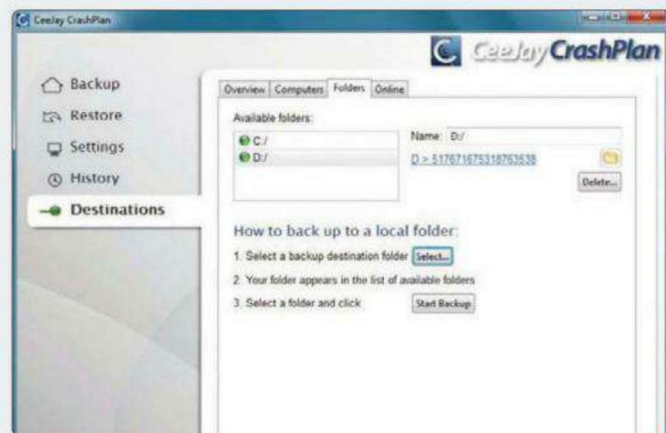 CeeJay CrashPlan
CeeJay CrashPlan
Backup
Restore
Settings
History
Destinations
Overview Computers Folders Online
Available folders:
C:/
D:/
Name: D:/
D > 517671675318763538
Delete...
How to back up to a local folder:
1. Select a backup destination folder Select...
2. Your folder appears in the list of available folders
3. Select a folder and click Start Backup